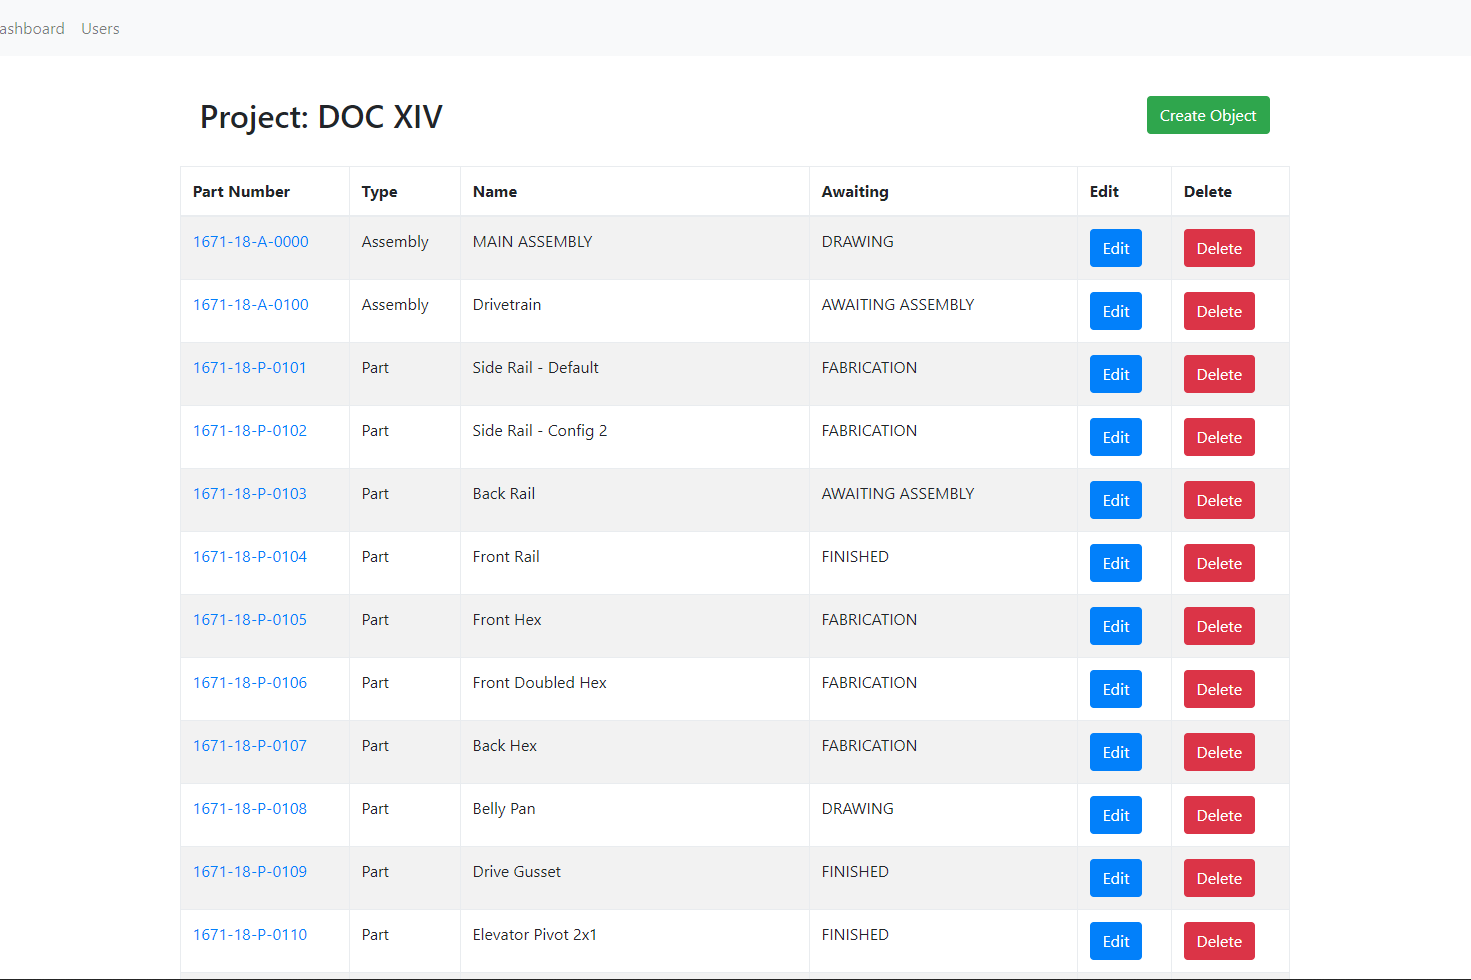 ashboard Users
Project: DOC XIV Create Object
Part Number Type Name Awaiting Edit Delete
1671-18-A-0000 Assembly MAIN ASSEMBLY DRAWING Edit Delete
1671-18-A-0100 Assembly Drivetrain AWAITING ASSEMBLY Edit Delete
1671-18-P-0101 Part Side Rail - Default FABRICATION Edit Delete
1671-18-P-0102 Part Side Rail - Config 2 FABRICATION Edit Delete
1671-18-P-0103 Part Back Rail AWAITING ASSEMBLY Edit Delete
1671-18-P-0104 Part Front Rail FINISHED Edit Delete
1671-18-P-0105 Part Front Hex FABRICATION Edit Delete
1671-18-P-0106 Part Front Doubled Hex FABRICATION Edit Delete
1671-18-P-0107 Part Back Hex FABRICATION Edit Delete
1671-18-P-0108 Part Belly Pan DRAWING Edit Delete
1671-18-P-0109 Part Drive Gusset FINISHED Edit Delete
1671-18-P-0110 Part Elevator Pivot 2x1 FINISHED Edit Delete